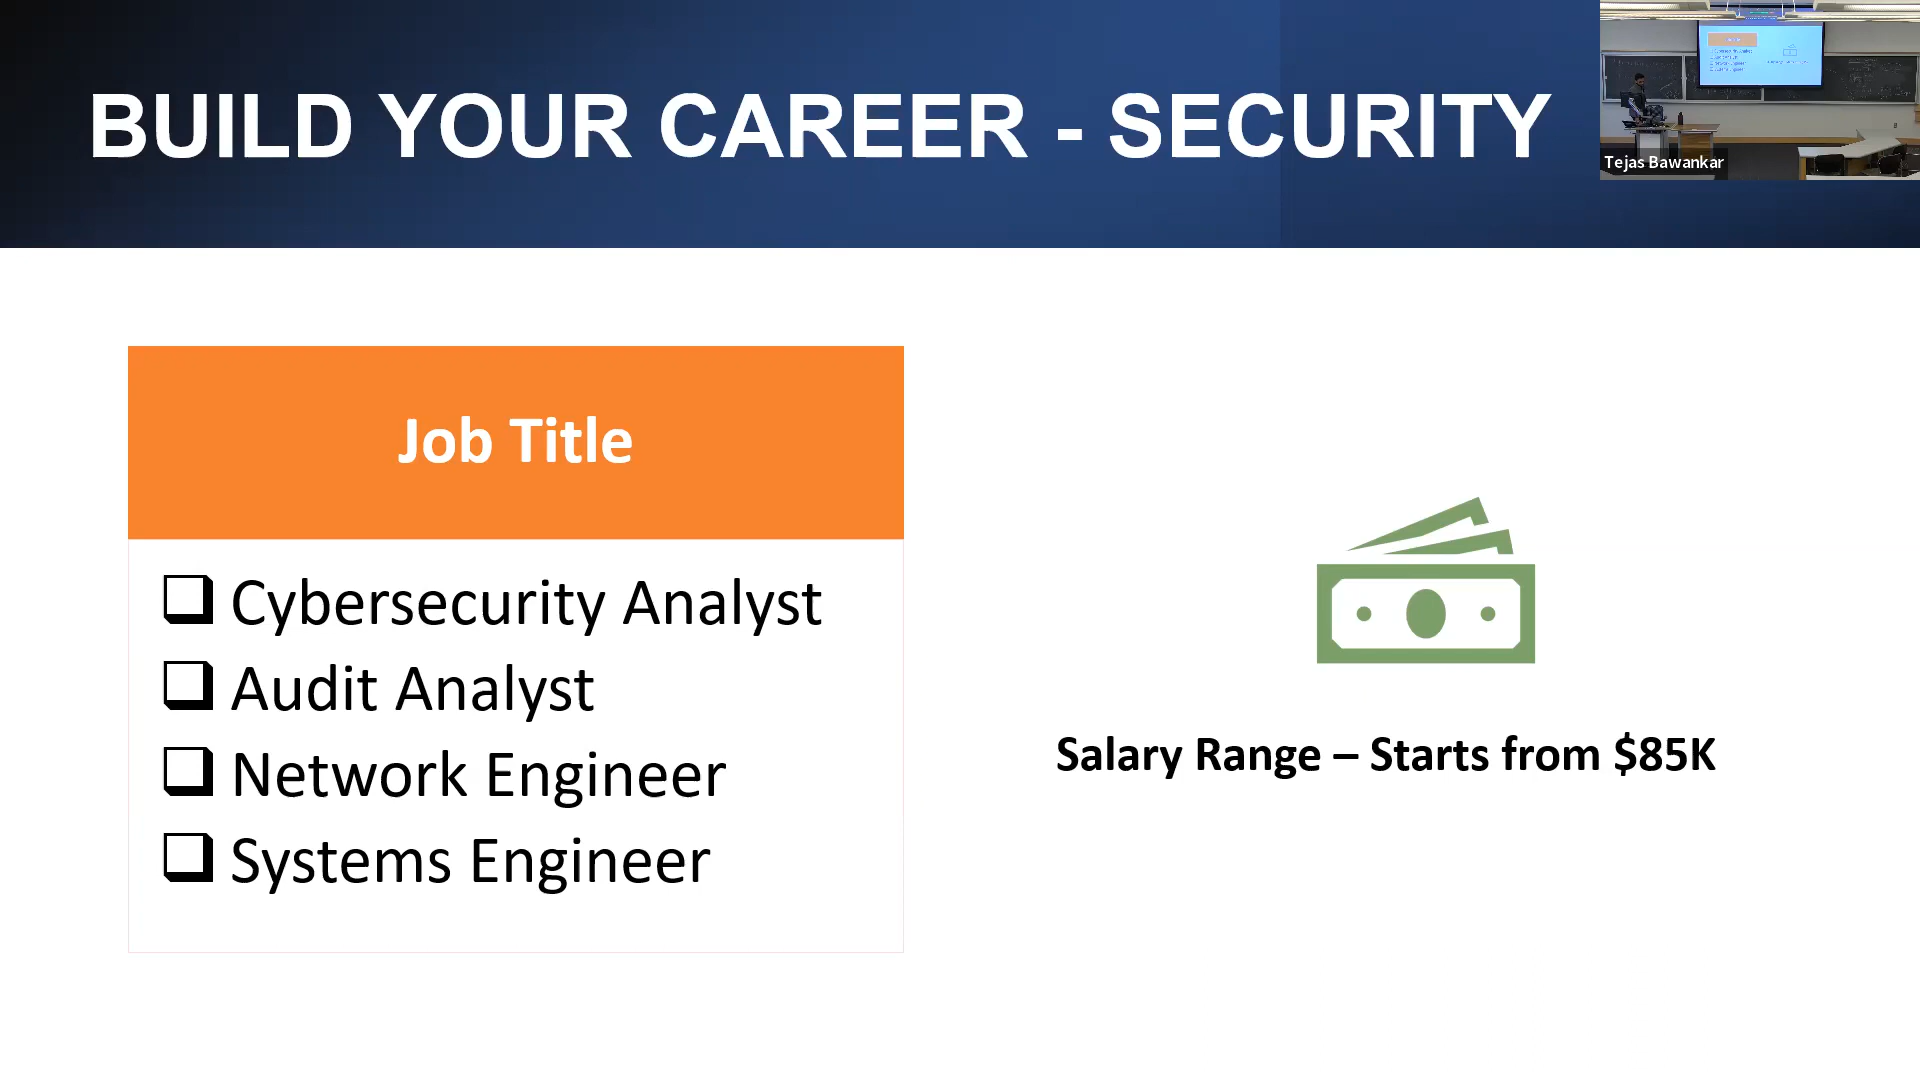 BUILD YOUR CAREER - SECURITY
Tejas Bawankar
Job Title
Cybersecurity Analyst
Audit Analyst
Network Engineer
Systems Engineer
Salary Range – Starts from $85K